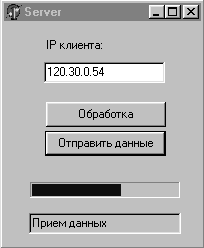 Server
IP клиента:
120.30.0.54
Обработка
Отправить данные
Прием данных